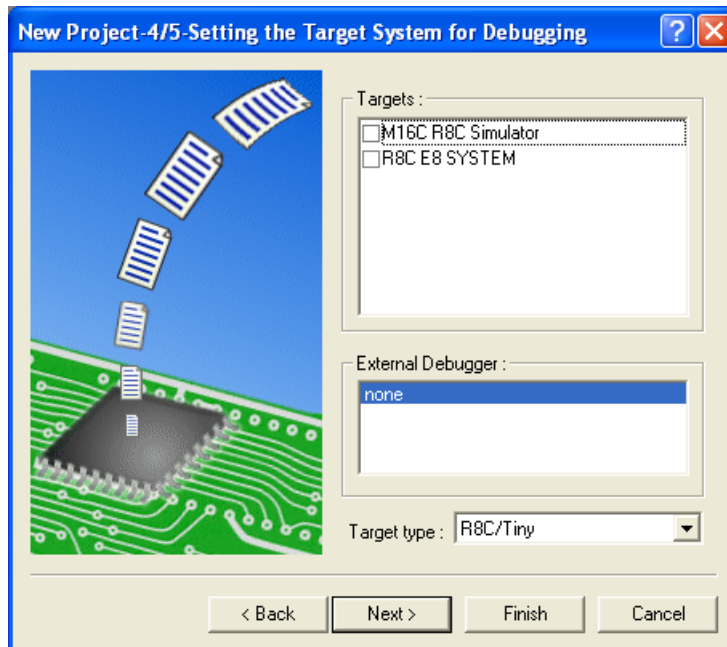 New Project-4/5-Setting the Target System for Debugging
Targets :
M16C R8C Simulator
R8C E8 SYSTEM
External Debugger :
none
Target type : R8C/Tiny
< Back Next > Finish Cancel